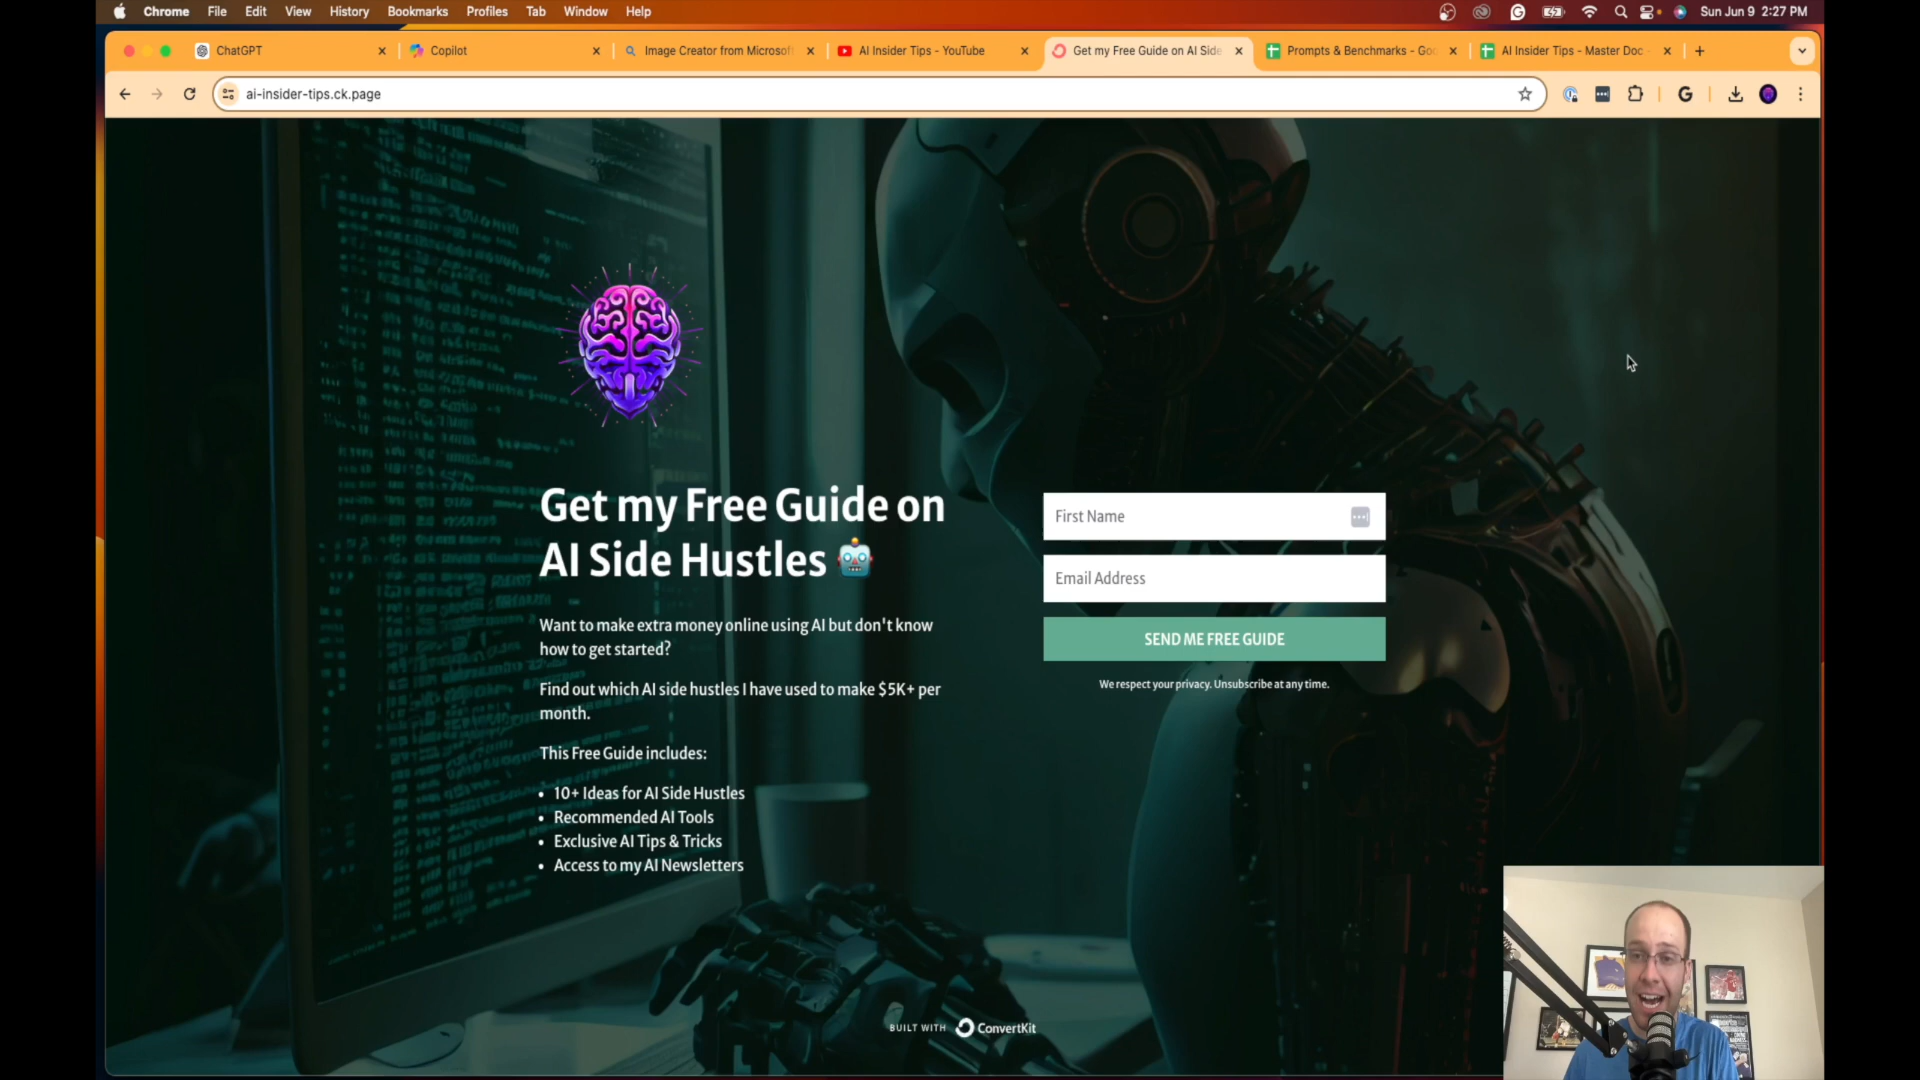 Chrome File Edit View History Bookmarks Profiles Tab Window Help Sun Jun 9 2:27 PM
ChatGPT Copilot Image Creator from Microsof AI Insider Tips - YouTube Get my Free Guide on AI Side Prompts & Benchmarks - Goo AI Insider Tips - Master Doc
ai-insider-tips.ck.page
Get my Free Guide on
AI Side Hustles 🤖
Want to make extra money online using AI but don't know
how to get started?
Find out which AI side hustles I have used to make $5K+ per
month.
This Free Guide includes:
• 10+ Ideas for AI Side Hustles
• Recommended AI Tools
• Exclusive AI Tips & Tricks
• Access to my AI Newsletters
First Name
Email Address
SEND ME FREE GUIDE
We respect your privacy. Unsubscribe at any time.
BUILT WITH ConvertKit